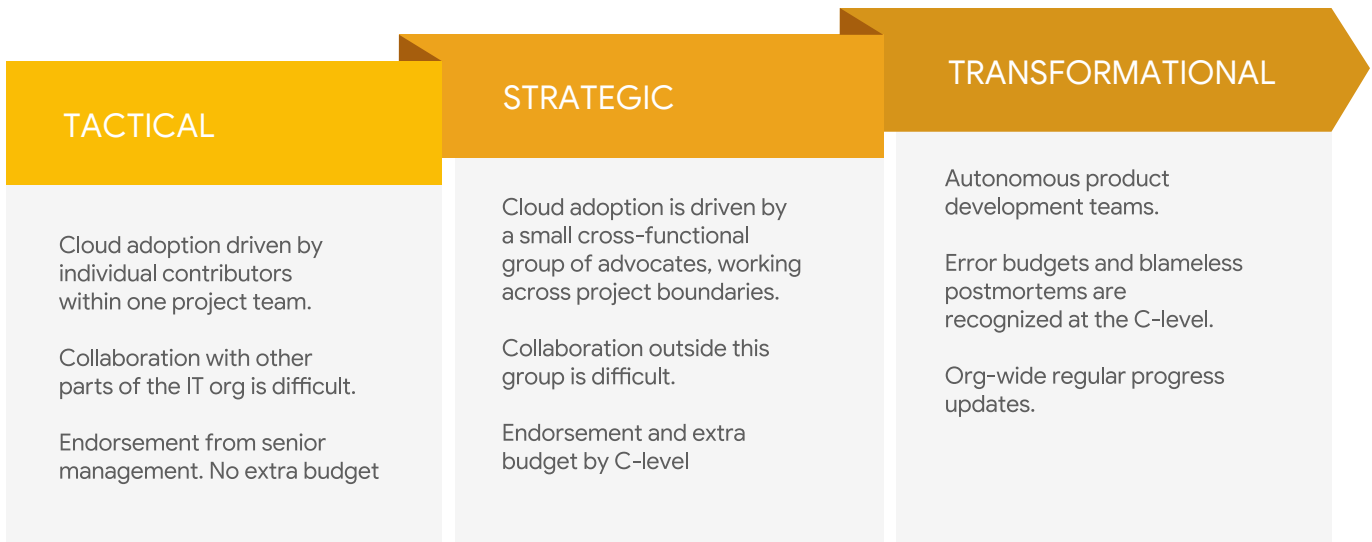 TACTICAL
Cloud adoption driven by
individual contributors
within one project team.
Collaboration with other
parts of the IT org is difficult.
Endorsement from senior
management. No extra budget
STRATEGIC
Cloud adoption is driven by
a small cross-functional
group of advocates, working
across project boundaries.
Collaboration outside this
group is difficult.
Endorsement and extra
budget by C-level
TRANSFORMATIONAL
Autonomous product
development teams.
Error budgets and blameless
postmortems are
recognized at the C-level.
Org-wide regular progress
updates.